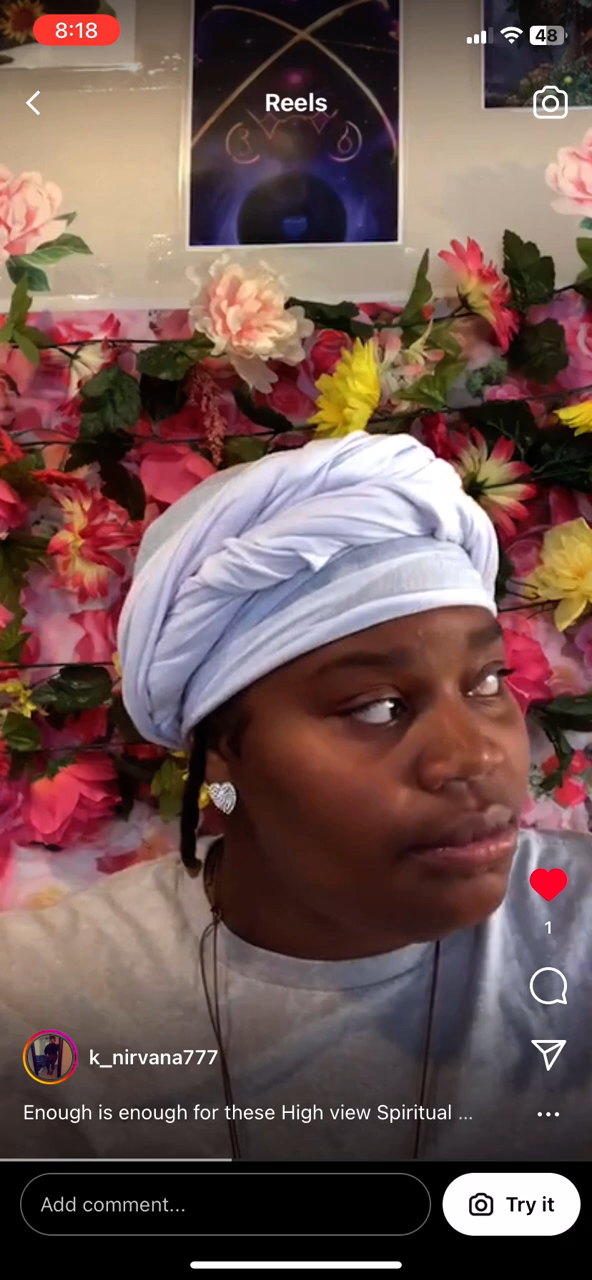 8:18
48
Reels
1
k_nirvana777
Enough is enough for these High view Spiritual ...
Add comment...
Try it